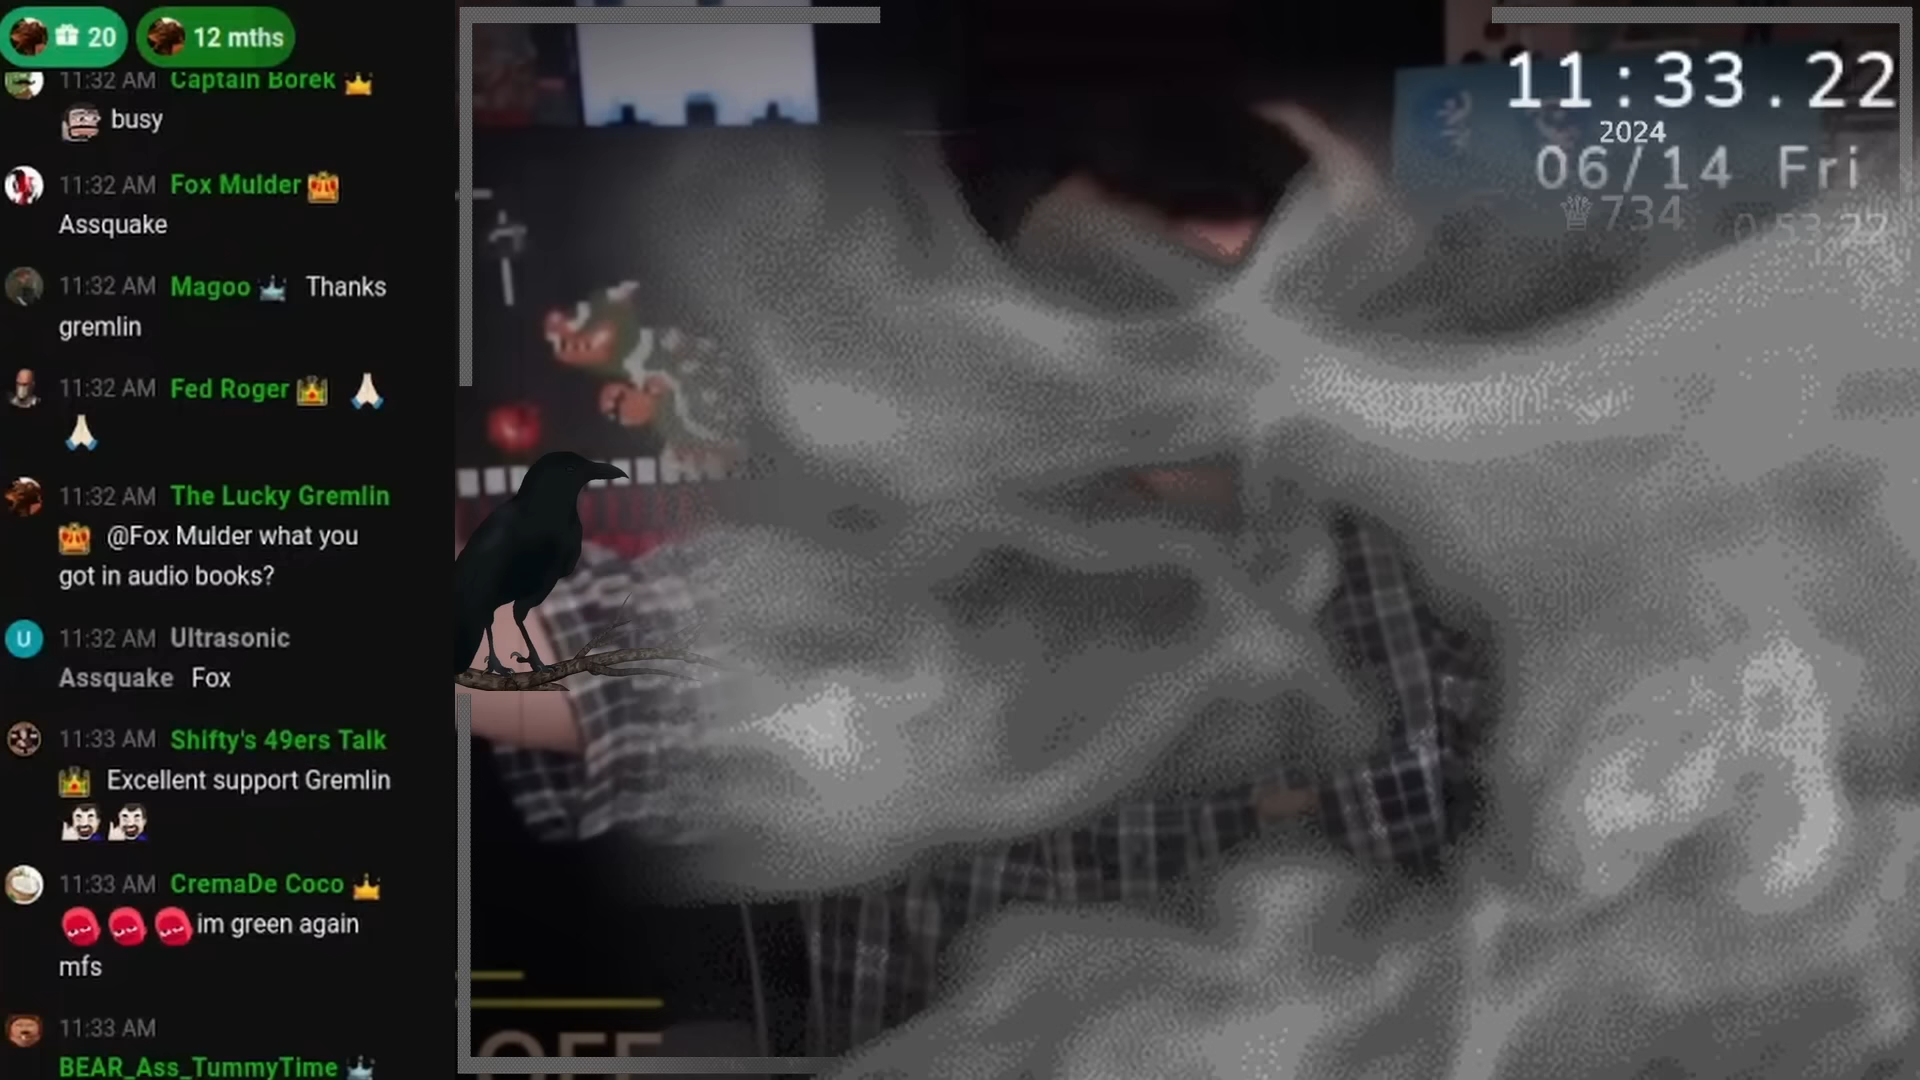 20
12 mths
11:32 AM Captain Borek
busy
11:32 AM Fox Mulder
Assquake
11:32 AM Magoo Thanks
gremlin
11:32 AM Fed Roger
11:32 AM The Lucky Gremlin
@Fox Mulder what you
got in audio books?
U
11:32 AM Ultrasonic
Assquake Fox
11:33 AM Shifty's 49ers Talk
Excellent support Gremlin
11:33 AM CremaDe Coco
im green again
mfs
11:33 AM
BEAR_Ass_TummyTime
11:33.22
2024
06/14 Fri
734
0:53:22
OFF